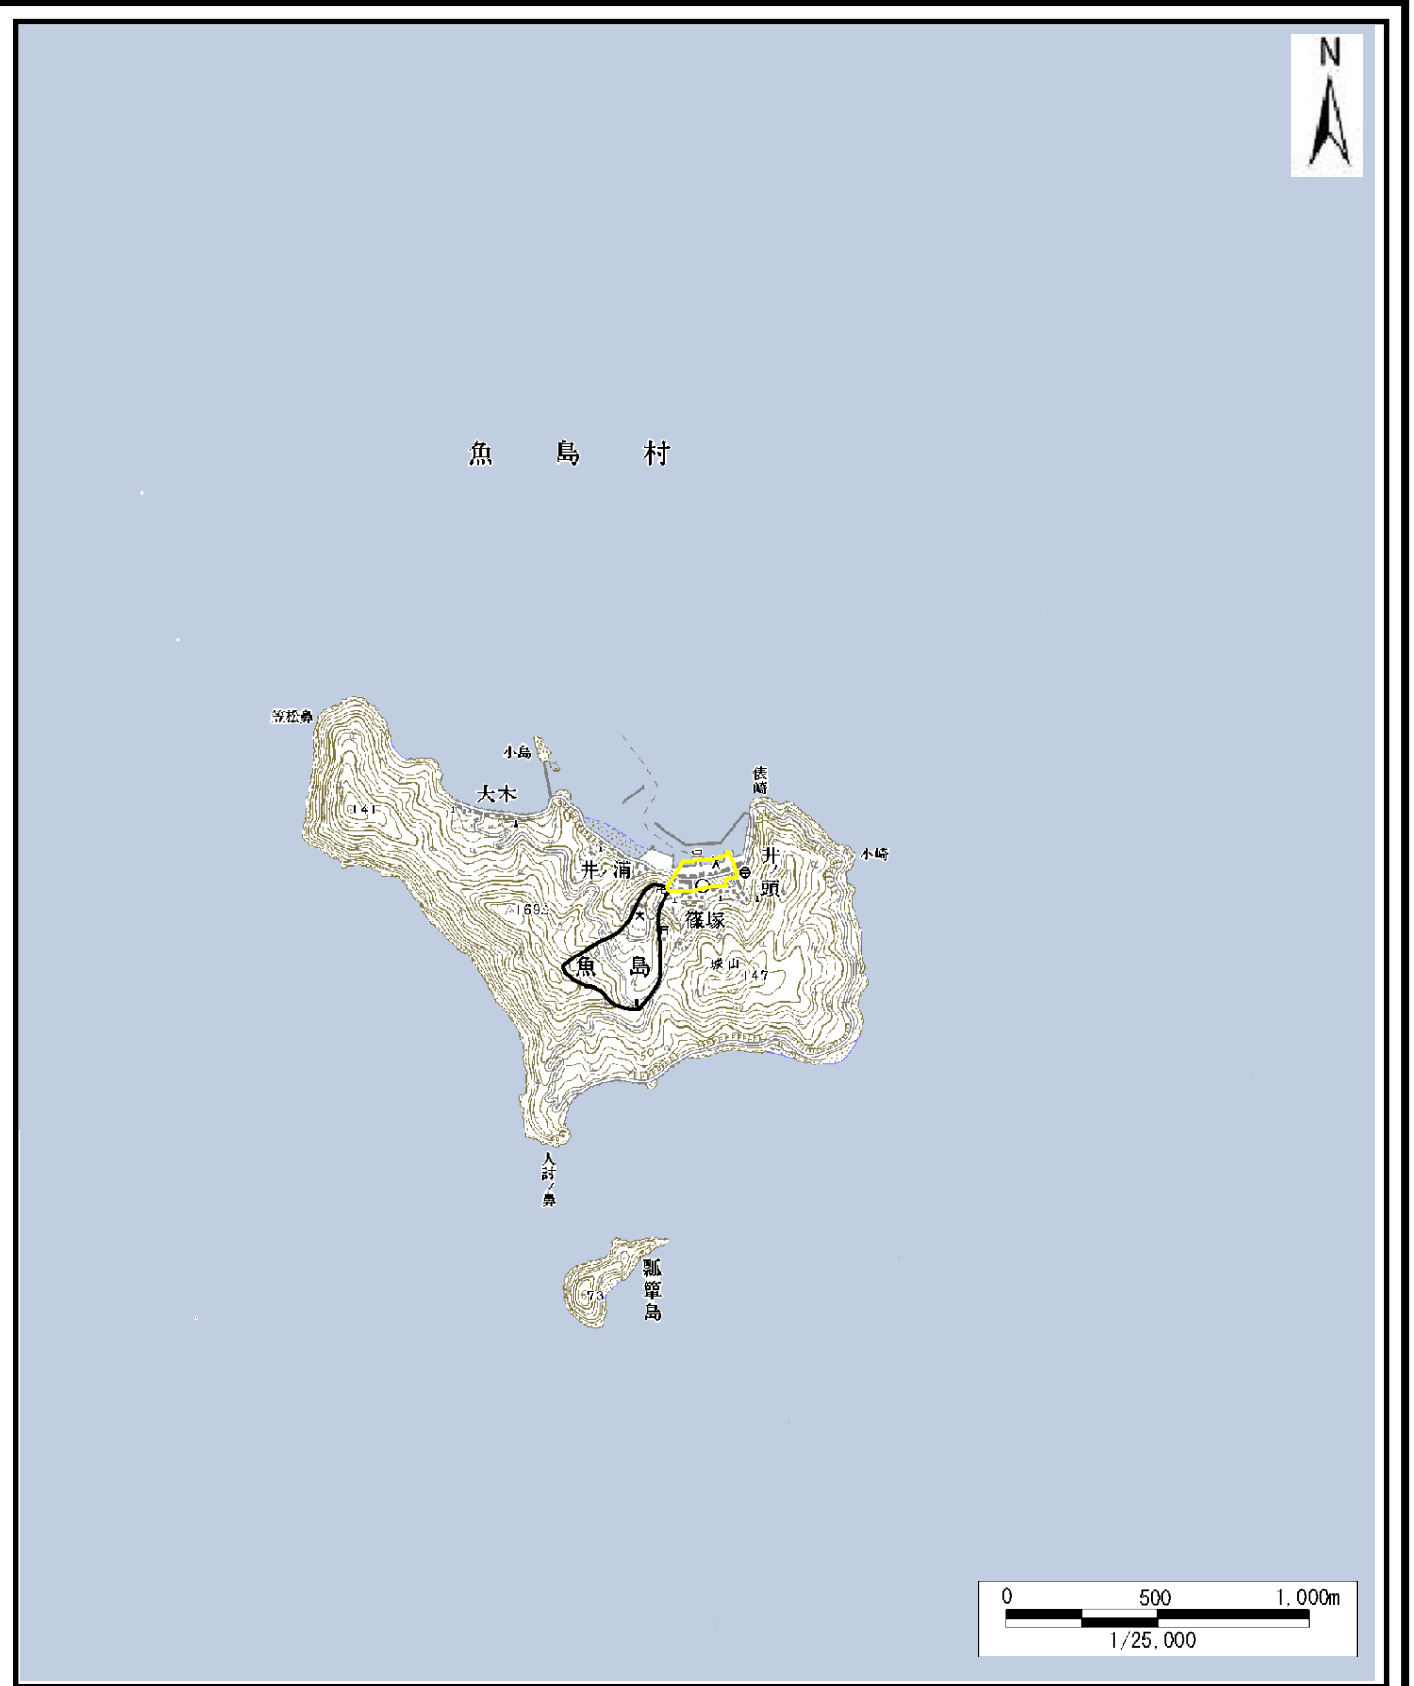 N
魚島村
笠松鼻
小島
俵崎
大木
141
小崎
井ノ浦
井ノ頭
169
篠塚
魚島
城山
147
人討ノ鼻
瓢箪島
73
0 500 1,000m
1/25,000